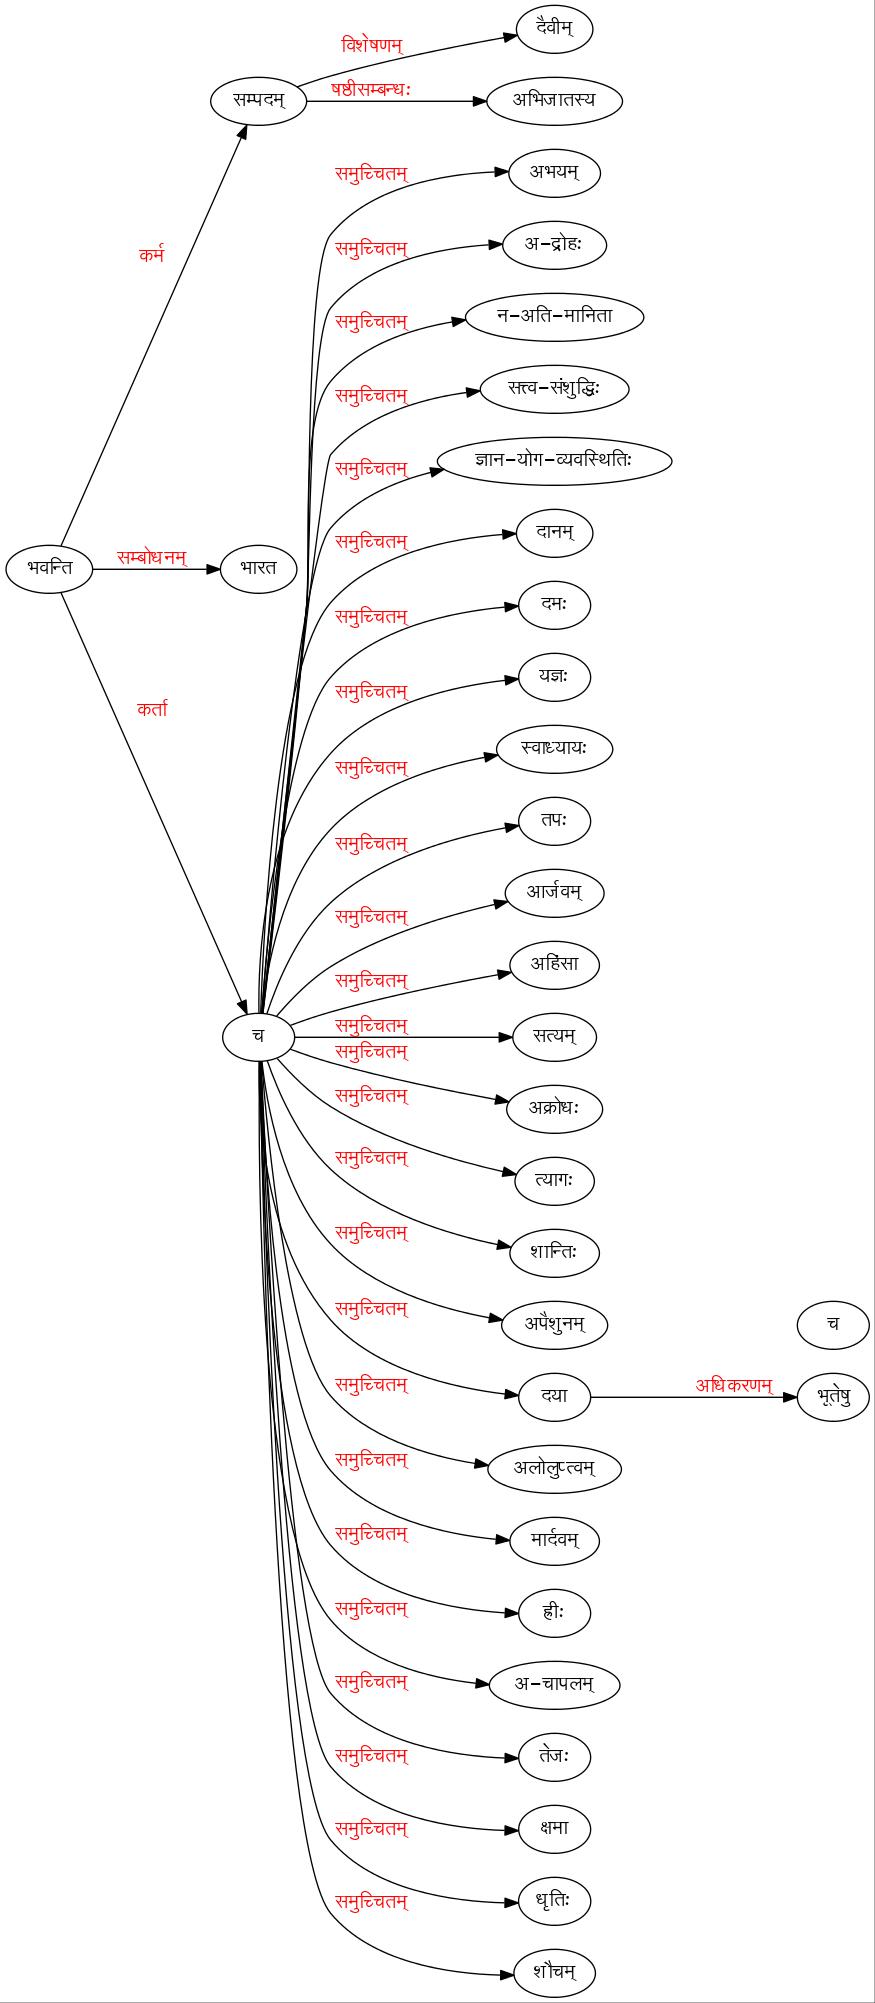 दैवीम्
विशेषणम्
षष्ठीसम्बन्धः
सम्पदम्
अभिजातस्य
समुच्चितम्
अभयम्
समुच्चितम्
अ-द्रोहः
कर्म
समुच्चितम्
न-अति-मानिता
समुच्चितम्
सत्त्व-संशुद्धिः
समुच्चितम्
ज्ञान-योग-व्यवस्थितिः
समुच्चितम्
दानम्
भवन्ति
सम्बोधनम्
भारत
समुच्चितम्
दमः
समुच्चितम्
यज्ञः
कर्ता
समुच्चितम्
स्वाध्यायः
समुच्चितम्
तपः
समुच्चितम्
आर्जवम्
समुच्चितम्
अहिंसा
समुच्चितम्
च
सत्यम्
समुच्चितम्
अक्रोधः
समुच्चितम्
त्यागः
समुच्चितम्
शान्तिः
समुच्चितम्
अपैशुनम्
च
समुच्चितम्
दया
अधिकरणम्
भूतेषु
समुच्चितम्
अलोलुप्त्वम्
समुच्चितम्
मार्दवम्
समुच्चितम्
ह्रीः
समुच्चितम्
अ-चापलम्
समुच्चितम्
तेजः
समुच्चितम्
क्षमा
समुच्चितम्
धृतिः
समुच्चितम्
शौचम्